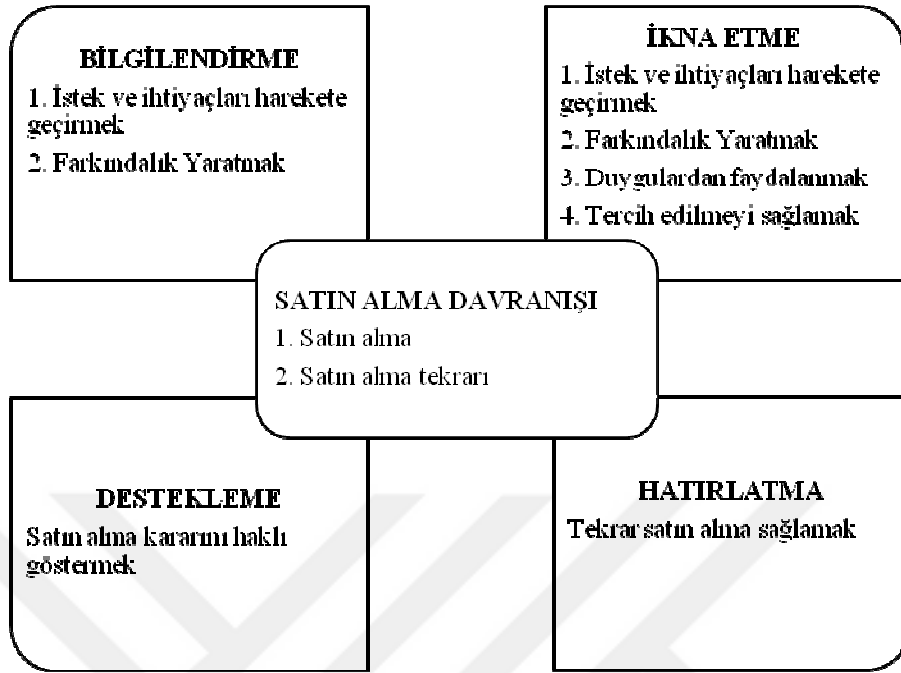 BİLGİLENDİRME
1. İstek ve ihtiyaçları harekete
geçirmek
2. Farkındalık Yaratmak
İKNA ETME
1. İstek ve ihtiyaçları harekete
geçirmek
2. Farkındalık Yaratmak
3. Duygulardan faydalanmak
4. Tercih edilmeyi sağlamak
SATIN ALMA DAVRANIŞI
1. Satın alma
2. Satın alma tekrarı
DESTEKLEME
Satın alma kararını haklı
göstermek
HATIRLATMA
Tekrar satın alma sağlamak